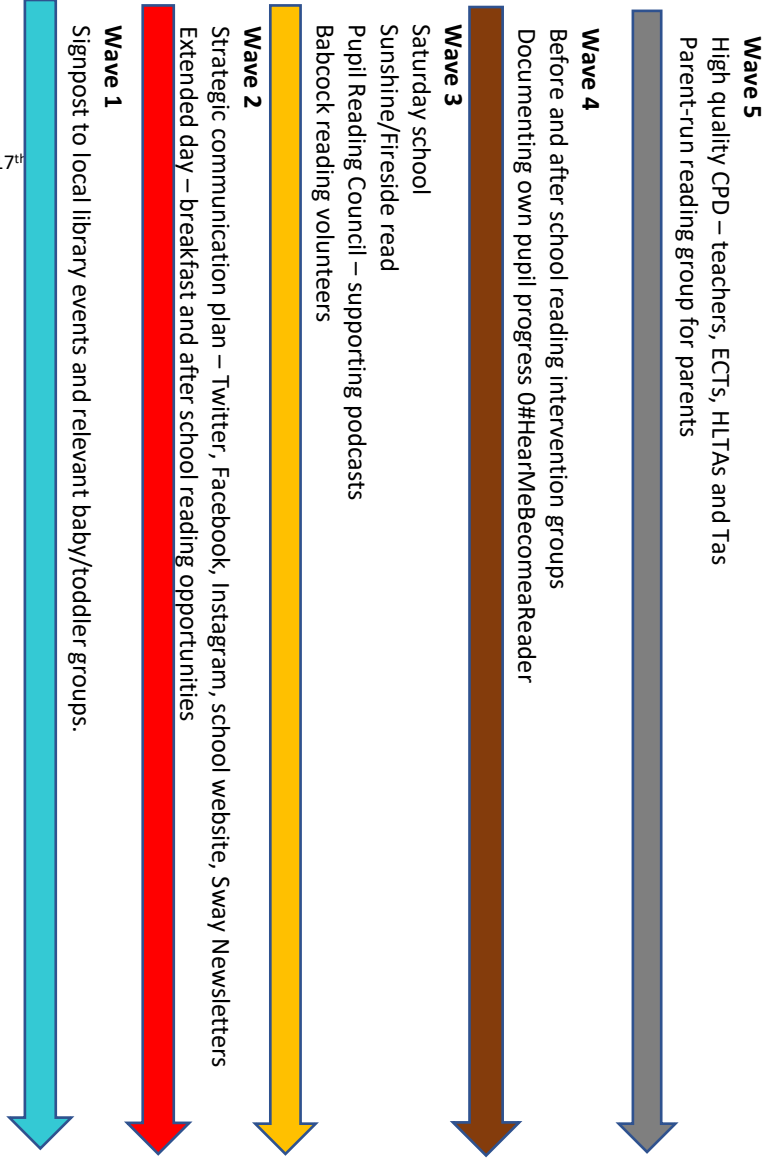 Wave 5
High quality CPD – teachers, ECTs, HLTAs and Tas
Parent-run reading group for parents
Wave 4
Before and after school reading intervention groups
Documenting own pupil progress 0#HearMeBecomeaReader
Wave 3
Saturday school
Sunshine/Fireside read
Pupil Reading Council – supporting podcasts
Babcock reading volunteers
Wave 2
Strategic communication plan – Twitter, Facebook, Instagram, school website, Sway Newsletters
Extended day – breakfast and after school reading opportunities
Wave 1
Signpost to local library events and relevant baby/toddler groups.